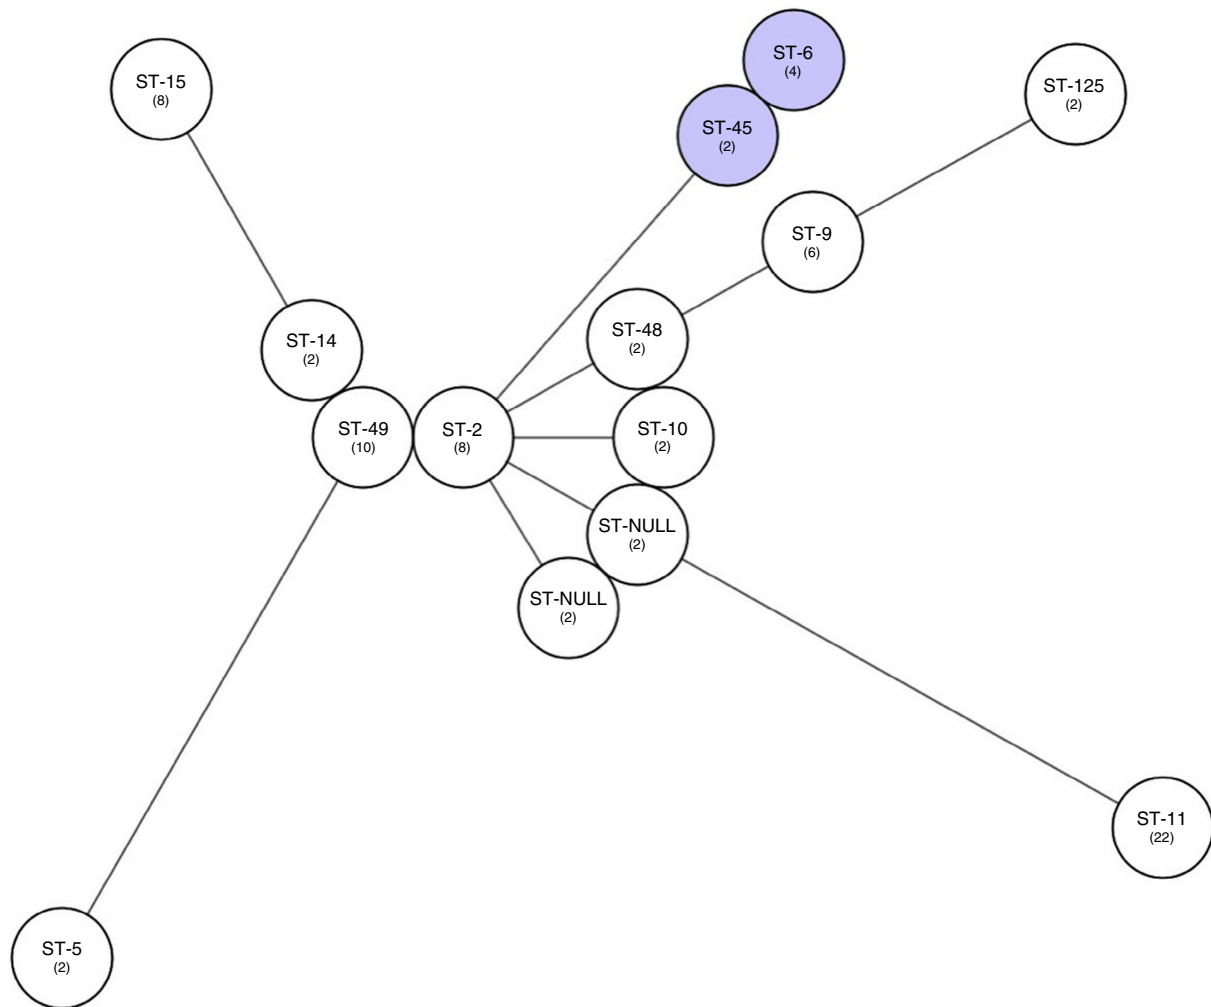 ST-6
(4)
ST-15
(8)
ST-125
(2)
ST-45
(2)
ST-9
(6)
ST-48
(2)
ST-14
(2)
ST-49
(10)
ST-2
(8)
ST-10
(2)
ST-NULL
(2)
ST-NULL
(2)
ST-11
(22)
ST-5
(2)